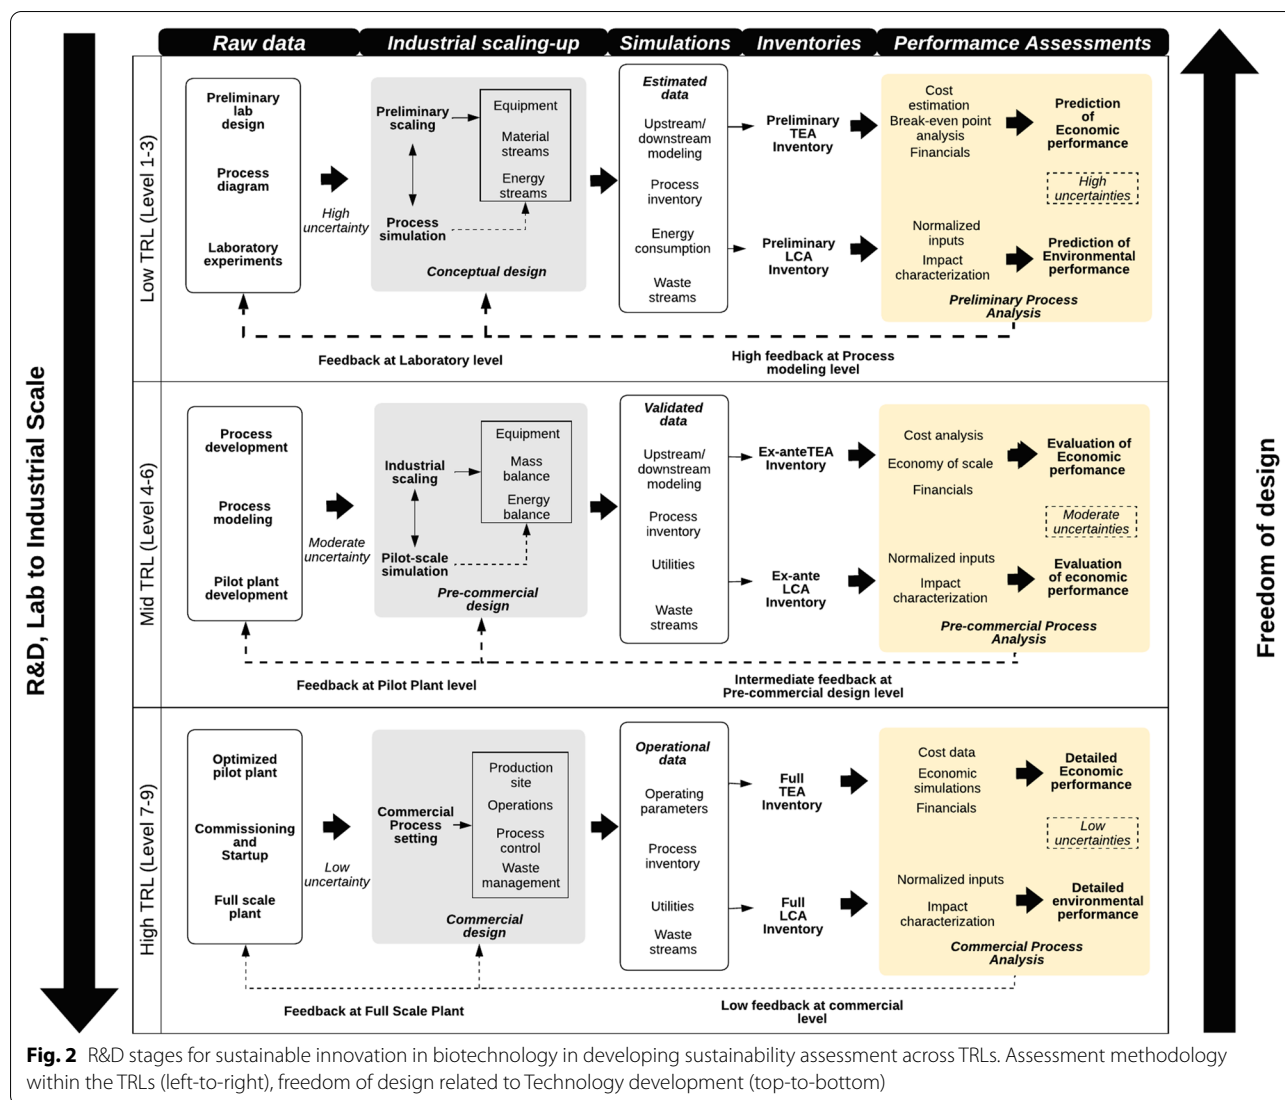 Raw data
Industrial scaling-up
Simulations
Inventories
Performamce Assessments
R&D, Lab to Industrial Scale
Freedom of design
Low TRL (Level 1-3)
Preliminary
lab
design
Process
diagram
Laboratory
experiments
High
uncertainty
Preliminary
scaling
Process
simulation
Equipment
Material
streams
Energy
streams
Conceptual design
Estimated
data
Upstream/
downstream
modeling
Process
inventory
Energy
consumption
Waste
streams
Preliminary
TEA
Inventory
Preliminary
LCA
Inventory
Cost
estimation
Break-even point
analysis
Financials
Prediction
of
Economic
performance
High
uncertainties
Normalized
inputs
Impact
characterization
Prediction of
Environmental
performance
Preliminary Process
Analysis
Feedback at Laboratory level
High feedback at Process
modeling level
Mid TRL (Level 4-6)
Process
development
Process
modeling
Pilot plant
development
Moderate
uncertainty
Industrial
scaling
Pilot-scale
simulation
Equipment
Mass
balance
Energy
balance
Pre-commercial
design
Validated
data
Upstream/
downstream
modeling
Process
inventory
Utilities
Waste
streams
Ex-anteTEA
Inventory
Ex-ante
LCA
Inventory
Cost analysis
Economy of scale
Financials
Evaluation of
Economic
perfomance
Moderate
uncertainties
Normalized inputs
Impact
characterization
Evaluation
of economic
performance
Pre-commercial Process
Analysis
Feedback at Pilot Plant level
Intermediate feedback at
Pre-commercial design level
High TRL (Level 7-9)
Optimized
pilot plant
Commissioning
and
Startup
Full scale
plant
Low
uncertainty
Commercial
Process
setting
Production
site
Operations
Process
control
Waste
management
Commercial
design
Operational
data
Operating
parameters
Process
inventory
Utilities
Waste
streams
Full
TEA
Inventory
Full
LCA
Inventory
Cost data
Economic
simulations
Financials
Detailed
Economic
performance
Low
uncertainties
Normalized inputs
Impact
characterization
Detailed
environmental
performance
Commercial Process
Analysis
Feedback at Full Scale Plant
Low feedback at commercial
level
Fig. 2 R&D stages for sustainable innovation in biotechnology in developing sustainability assessment across TRLs. Assessment methodology
within the TRLs (left-to-right), freedom of design related to Technology development (top-to-bottom)